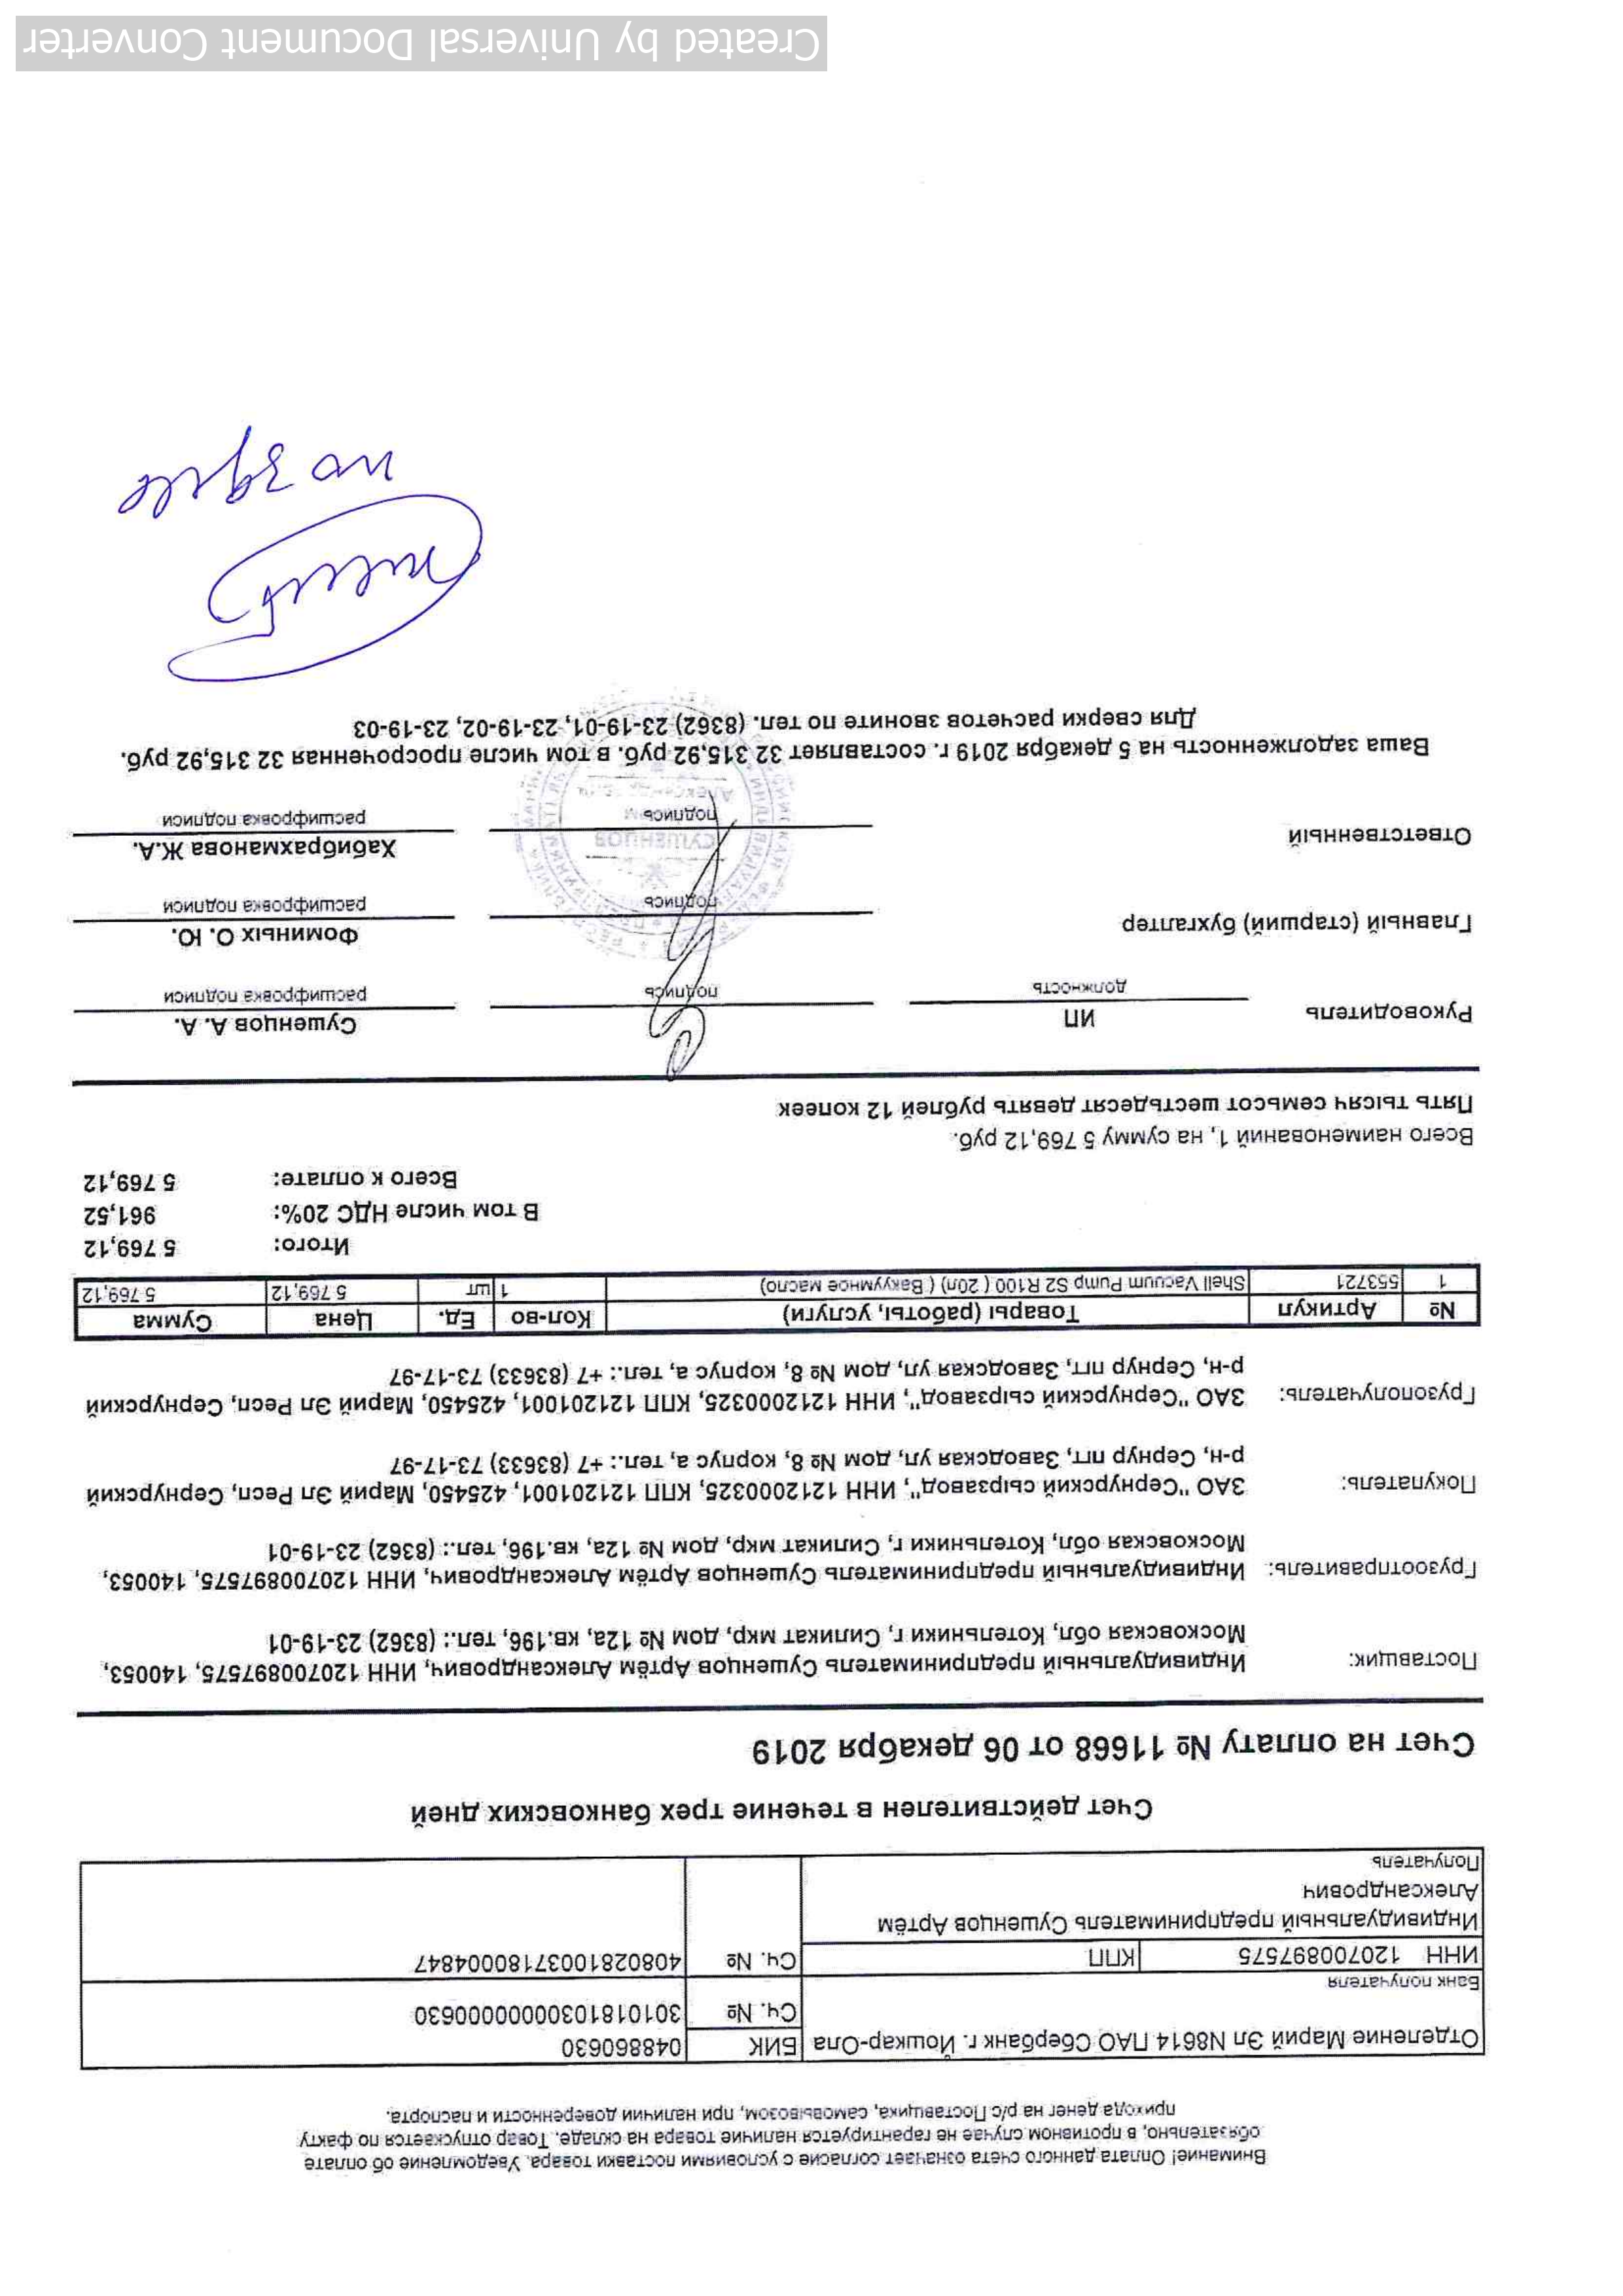 Внимание! Оплата данного счета означает согласие с условиями поставки товара. Уведомление об оплате
обязательно, в противном случае не гарантируется наличие товара на складе. Товар отпускается по факту
прихода денег на р/с Поставщика, самовывозом, при наличии доверенности и паспорта.
Отделение Марий Эл N8614 ПАО Сбербанк г. Йошкар-Ола БИК 048860630
Сч. № 30101810300000000630
Банк получателя
ИНН 120700897575 КПП Сч. № 40802810037180004847
Индивидуальный предприниматель Сушенцов Артём
Александрович
Получатель
Счет действителен в течение трех банковских дней
Счет на оплату № 11668 от 06 декабря 2019
Поставщик: Индивидуальный предприниматель Сушенцов Артём Александрович, ИНН 120700897575, 140053,
Московская обл, Котельники г, Силикат мкр, дом № 12а, кв.196, тел.: (8362) 23-19-01
Грузоотправитель: Индивидуальный предприниматель Сушенцов Артём Александрович, ИНН 120700897575, 140053,
Московская обл, Котельники г, Силикат мкр, дом № 12а, кв.196, тел.: (8362) 23-19-01
Покупатель: ЗАО "Сернурский сырзавод", ИНН 1212000325, КПП 121201001, 425450, Марий Эл Респ, Сернурский
р-н, Сернур пгт, Заводская ул, дом № 8, корпус а, тел.: +7 (83633) 73-17-97
Грузополучатель: ЗАО "Сернурский сырзавод", ИНН 1212000325, КПП 121201001, 425450, Марий Эл Респ, Сернурский
р-н, Сернур пгт, Заводская ул, дом № 8, корпус а, тел.: +7 (83633) 73-17-97
№ Артикул Товары (работы, услуги) Кол-во Ед. Цена Сумма
1 553721 Shell Vacuum Pump S2 R100 ( 20л) ( Вакуумное масло) 1 шт 5 769,12 5 769,12
Итого: 5 769,12
В том числе НДС 20%: 961,52
Всего к оплате: 5 769,12
Всего наименований 1, на сумму 5 769,12 руб.
Пять тысяч семьсот шестьдесят девять рублей 12 копеек
Руководитель ИП Сушенцов А. А.
должность подпись расшифровка подписи
Главный (старший) бухгалтер Фоминых О. Ю.
подпись расшифровка подписи
СУШЕНЦОВ
Ответственный Хабибрахманова Ж.А.
подпись расшифровка подписи
Ваша задолженность на 5 декабря 2019 г. составляет 32 315,92 руб. в том числе просроченная 32 315,92 руб.
Для сверки расчетов звоните по тел. (8362) 23-19-01, 23-19-02, 23-19-03
Created by Universal Document Converter